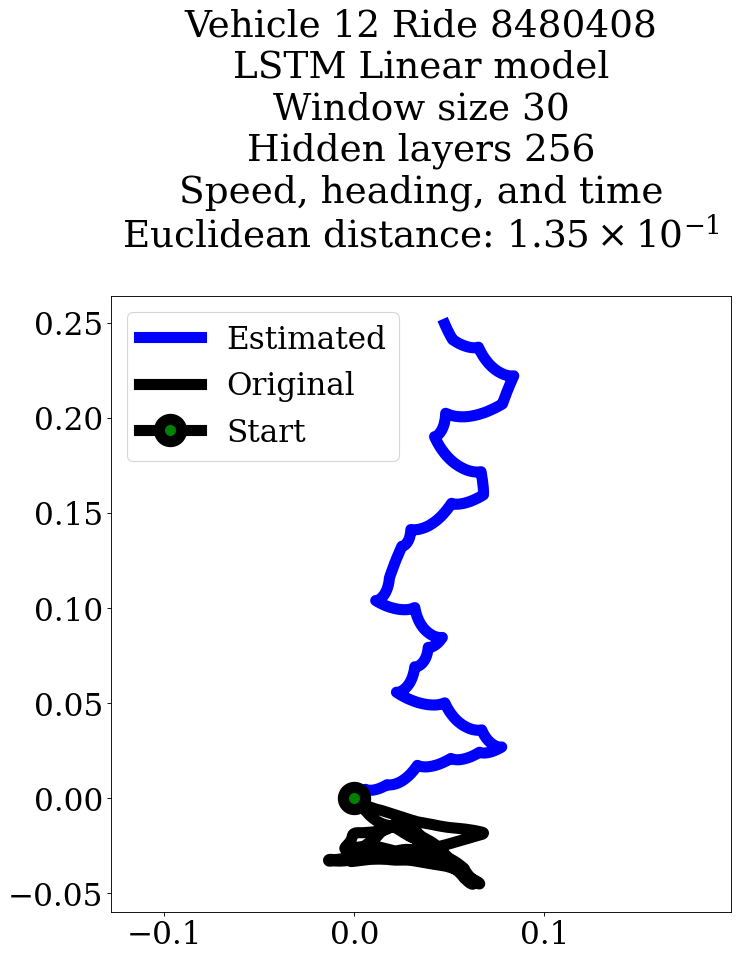 Vehicle 12 Ride 8480408
LSTM Linear model
Window size 30
Hidden layers 256
Speed, heading, and time
Euclidean distance: 1.35 × 10⁻¹
Estimated
Original
Start
0.25
0.20
0.15
0.10
0.05
0.00
−0.05
−0.1 0.0 0.1